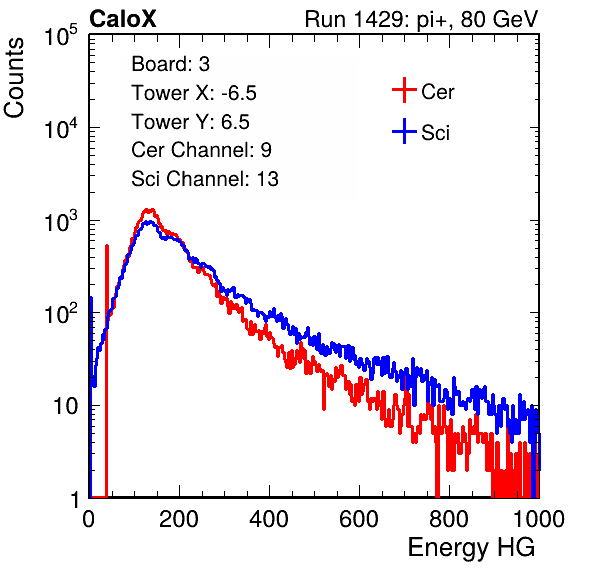 CaloX Run 1429: pi+, 80 GeV
Counts
Board: 3
Tower X: -6.5
Tower Y: 6.5
Cer Channel: 9
Sci Channel: 13
Cer
Sci
10^5
10^4
10^3
10^2
10
1
0 200 400 600 800 1000
Energy HG